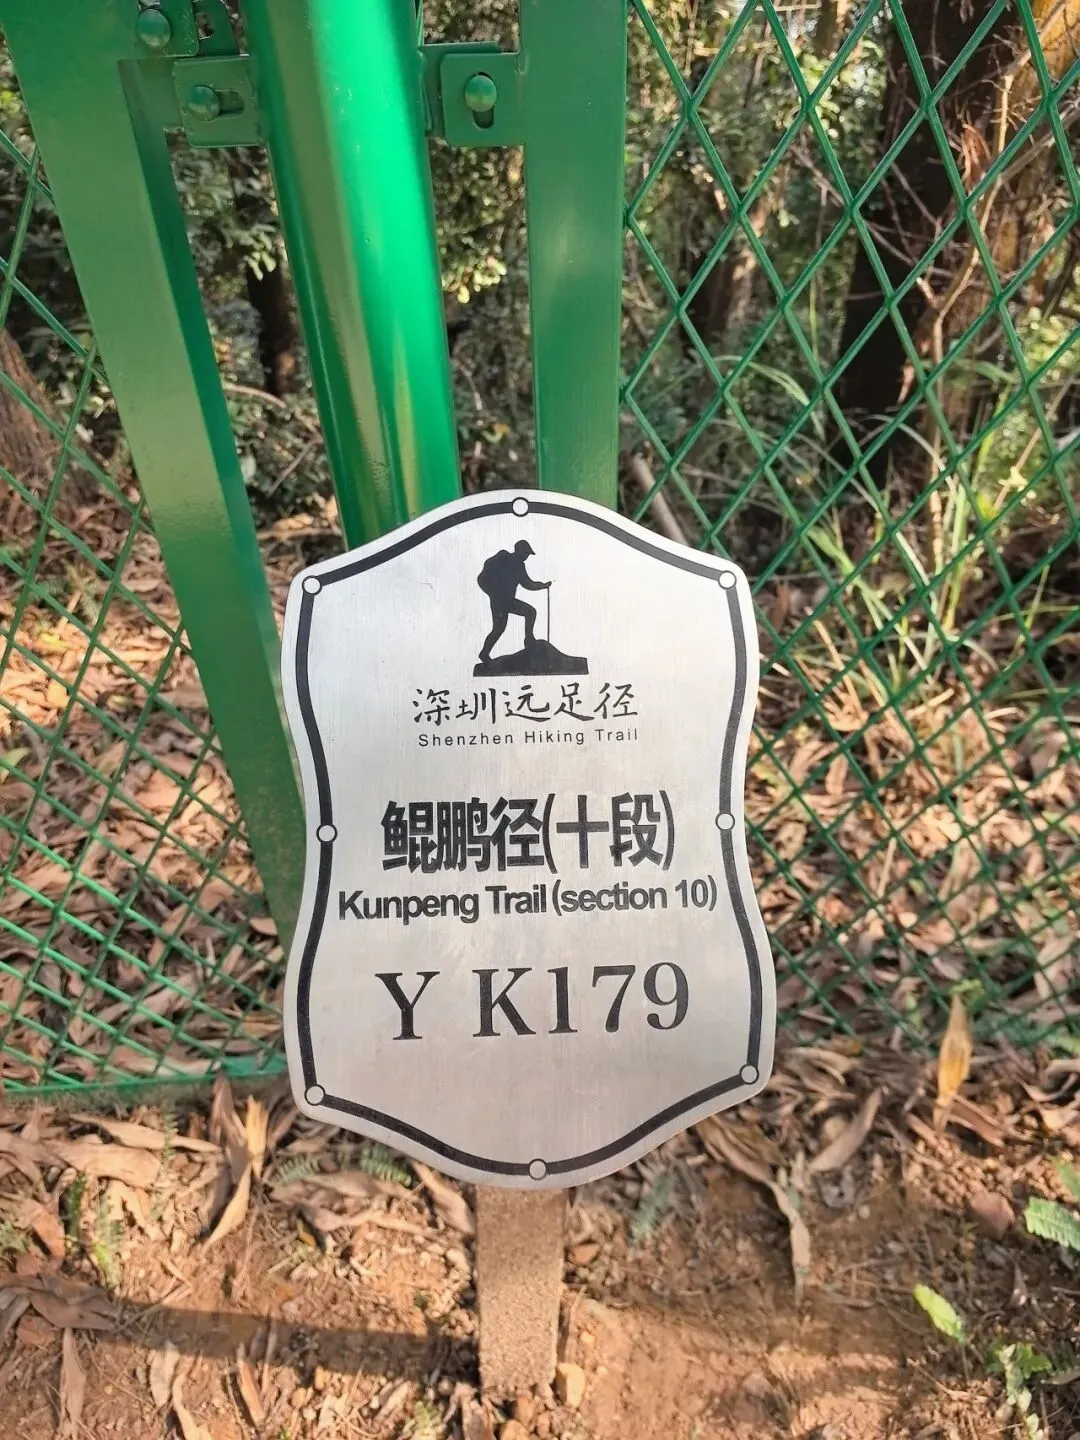 深圳远足径
Shenzhen Hiking Trail
鲲鹏径(十段)
Kunpeng Trail (section 10)
Y K179